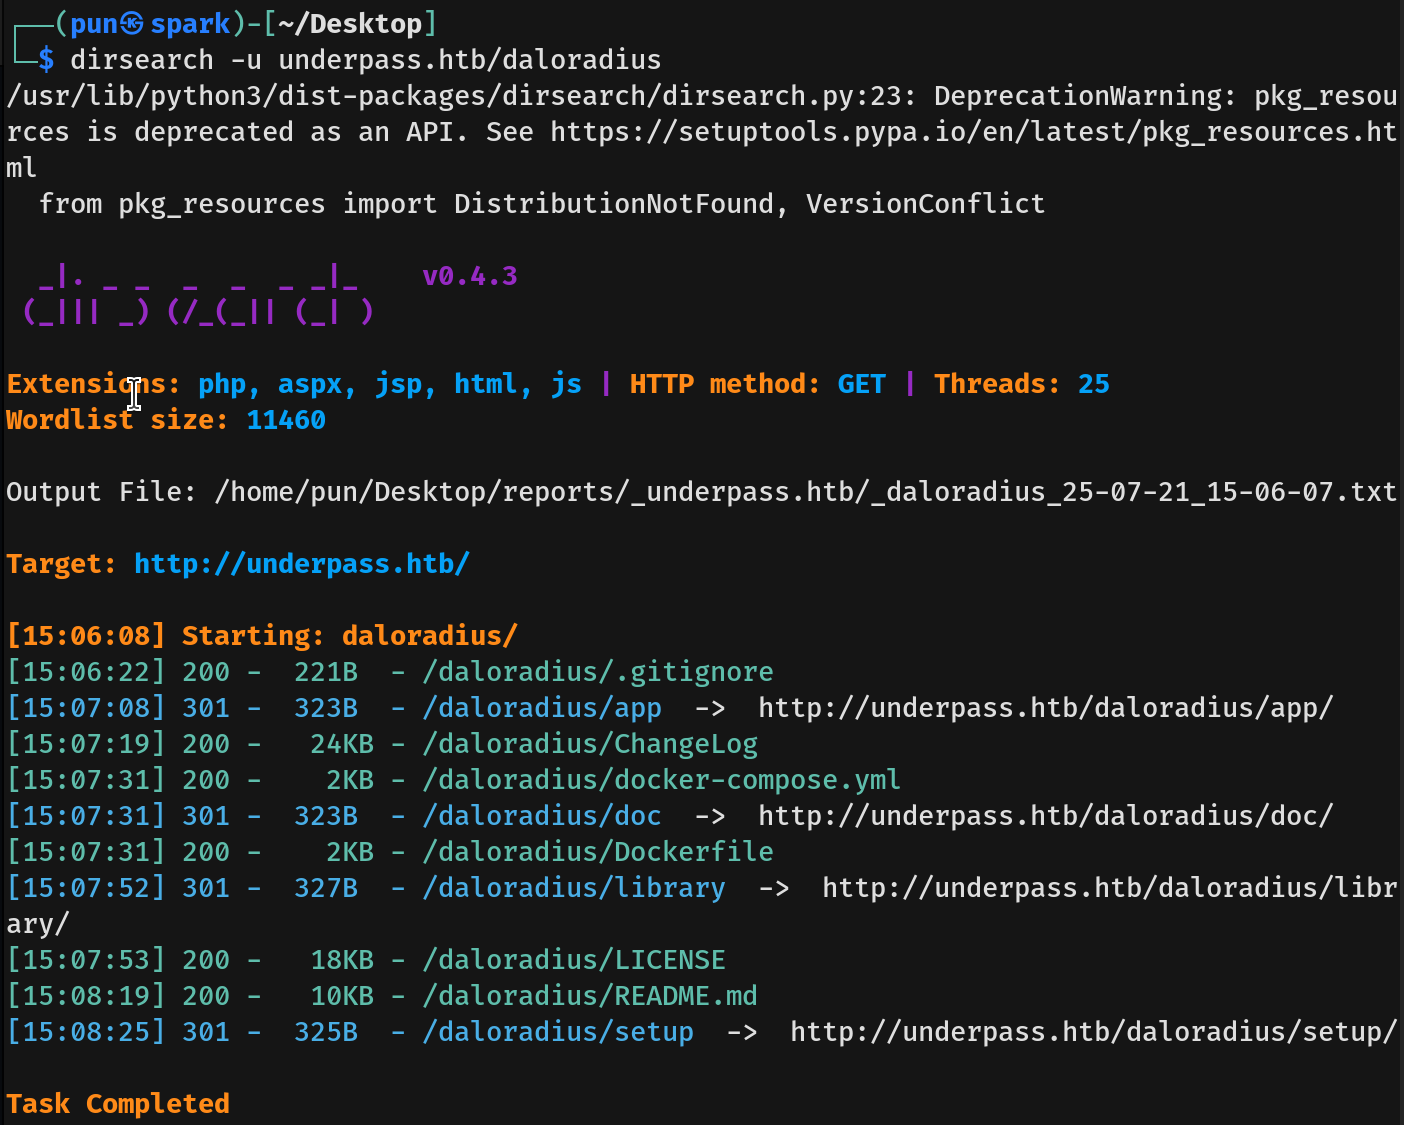 ┌──(pun㉿spark)-[~/Desktop]
└─$ dirsearch -u underpass.htb/daloradius
/usr/lib/python3/dist-packages/dirsearch/dirsearch.py:23: DeprecationWarning: pkg_resou
rces is deprecated as an API. See https://setuptools.pypa.io/en/latest/pkg_resources.ht
ml
  from pkg_resources import DistributionNotFound, VersionConflict
  _|. _ _  _  _  _ _|_    v0.4.3
 (_||| _) (/_(_|| (_| )
Extensions: php, aspx, jsp, html, js | HTTP method: GET | Threads: 25
Wordlist size: 11460
Output File: /home/pun/Desktop/reports/_underpass.htb/_daloradius_25-07-21_15-06-07.txt
Target: http://underpass.htb/
[15:06:08] Starting: daloradius/
[15:06:22] 200 -  221B  - /daloradius/.gitignore
[15:07:08] 301 -  323B  - /daloradius/app  ->  http://underpass.htb/daloradius/app/
[15:07:19] 200 -   24KB - /daloradius/ChangeLog
[15:07:31] 200 -    2KB - /daloradius/docker-compose.yml
[15:07:31] 301 -  323B  - /daloradius/doc  ->  http://underpass.htb/daloradius/doc/
[15:07:31] 200 -    2KB - /daloradius/Dockerfile
[15:07:52] 301 -  327B  - /daloradius/library  ->  http://underpass.htb/daloradius/libr
ary/
[15:07:53] 200 -   18KB - /daloradius/LICENSE
[15:08:19] 200 -   10KB - /daloradius/README.md
[15:08:25] 301 -  325B  - /daloradius/setup  ->  http://underpass.htb/daloradius/setup/
Task Completed